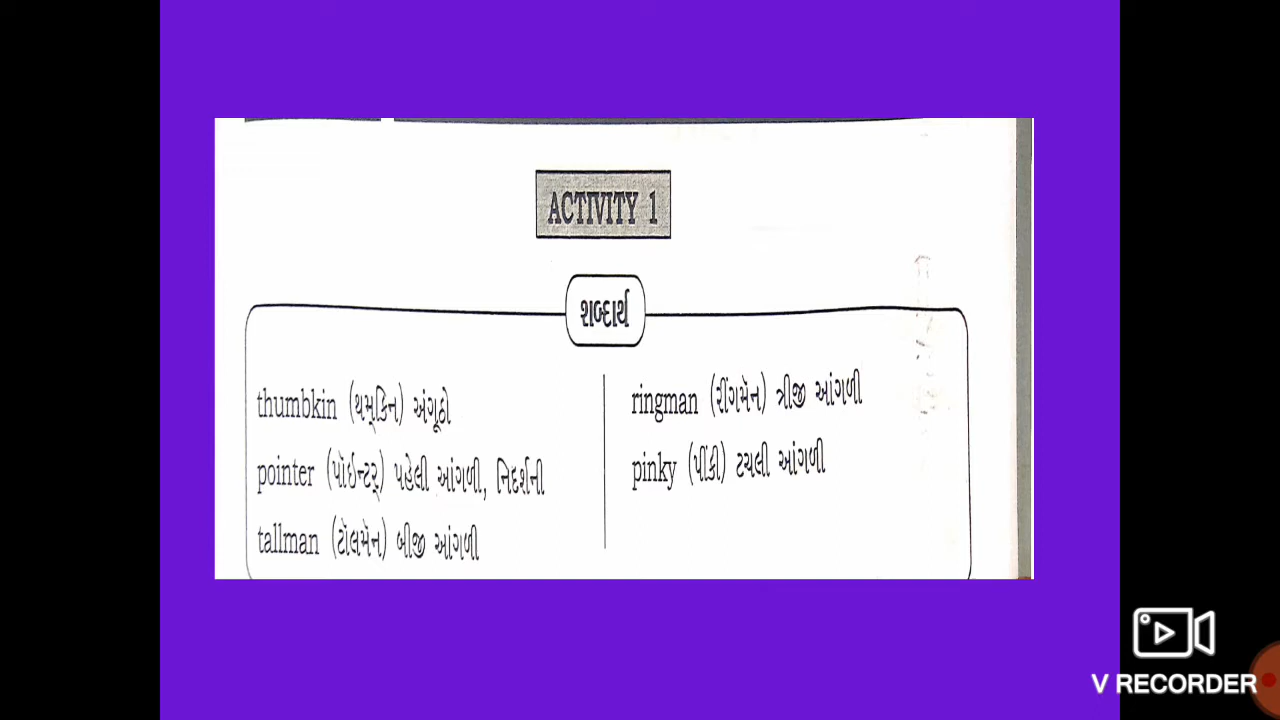 ACTIVITY 1
શબ્દાર્થ
thumbkin (થમ્‌કિન) અંગૂઠો
pointer (પૉઇન્ટર્) પહેલી આંગળી, નિદર્શની
tallman (ટૉલમૅન) બીજી આંગળી
ringman (રીંગમૅન) ત્રીજી આંગળી
pinky (પીંકી) ટચલી આંગળી
V RECORDER